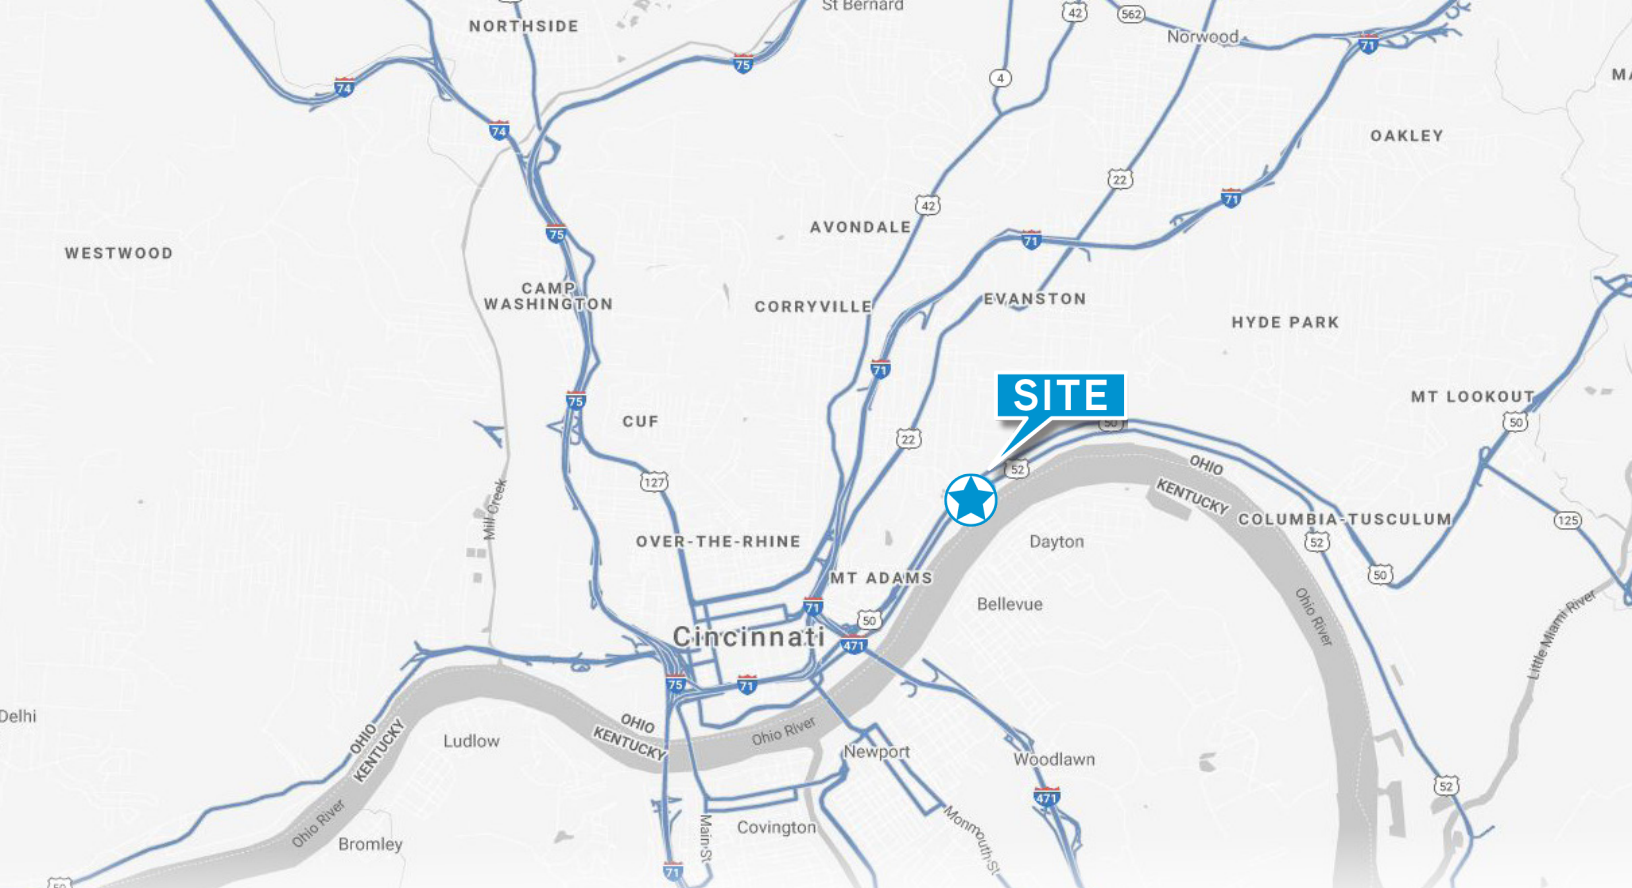 St Bernard
42
562
NORTHSIDE
Norwood
71
75
4
74
MA
74
OAKLEY
22
71
42
AVONDALE
75
71
WESTWOOD
CAMP
WASHINGTON
EVANSTON
CORRYVILLE
HYDE PARK
71
SITE
MT LOOKOUT
75
CUF
50
50
22
OHIO
KENTUCKY
52
127
Mill Creek
COLUMBIA-TUSCULUM
125
OVER-THE-RHINE
Dayton
52
MT ADAMS
50
71
Bellevue
Ohio River
Little Miami River
50
Cincinnati
471
75
71
Delhi
OHIO
KENTUCKY
OHIO
KENTUCKY
Ohio River
Ludlow
Newport
Woodlawn
52
471
Ohio River
Main St
Covington
Monmouth St
Bromley
71
50